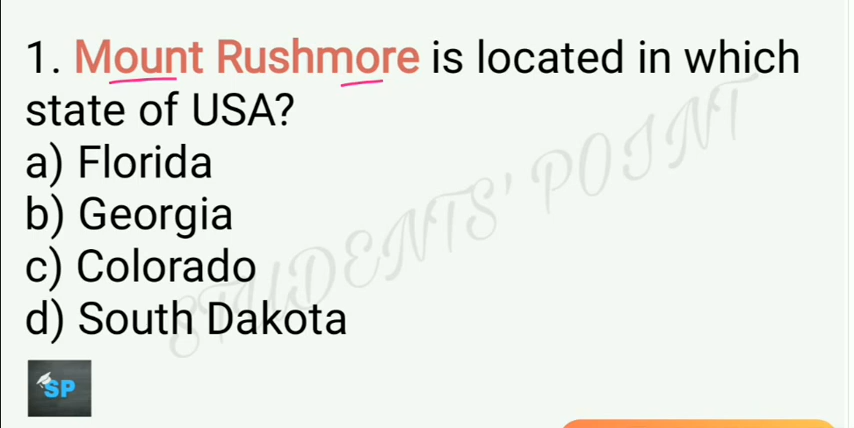 1. Mount Rushmore is located in which
state of USA?
a) Florida
b) Georgia
c) Colorado
d) South Dakota
STUDENTS' POINT
SP